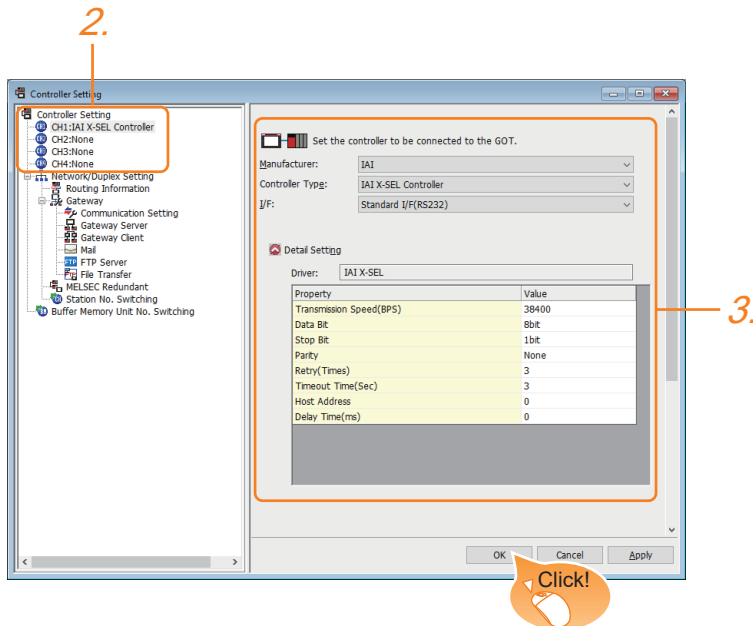 2.
Controller Setting
Controller Setting
CH1:IAI X-SEL Controller
CH2:None
CH3:None
CH4:None
Network/Duplex Setting
Routing Information
Gateway
Communication Setting
Gateway Server
Gateway Client
Mail
FTP Server
File Transfer
MELSEC Redundant
Station No. Switching
Buffer Memory Unit No. Switching
Set the controller to be connected to the GOT.
Manufacturer: IAI
Controller Type: IAI X-SEL Controller
I/F: Standard I/F(RS232)
Detail Setting
Driver: IAI X-SEL
Property Value
Transmission Speed(BPS) 38400
Data Bit 8bit
Stop Bit 1bit
Parity None
Retry(Times) 3
Timeout Time(Sec) 3
Host Address 0
Delay Time(ms) 0
3.
OK Cancel Apply
Click!